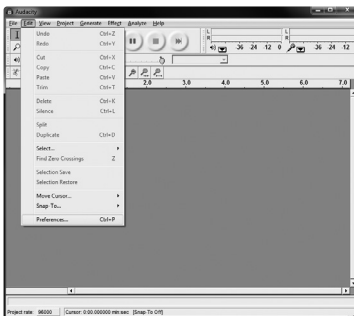 Audacity
File Edit View Project Generate Effect Analyze Help
Undo Ctrl+Z
Redo Ctrl+Y
Cut Ctrl+X
Copy Ctrl+C
Paste Ctrl+V
Trim Ctrl+T
Delete Ctrl+K
Silence Ctrl+L
Split
Duplicate Ctrl+D
Select...
Find Zero Crossings Z
Selection Save
Selection Restore
Move Cursor...
Snap-To...
Preferences... Ctrl+P
L
R
-36 -24 -12 0
L
R
-36 -24 -12
2.0 3.0 4.0 5.0 6.0 7.0
Project rate: 96000 Cursor: 0:00.000000 min:sec [Snap-To Off]